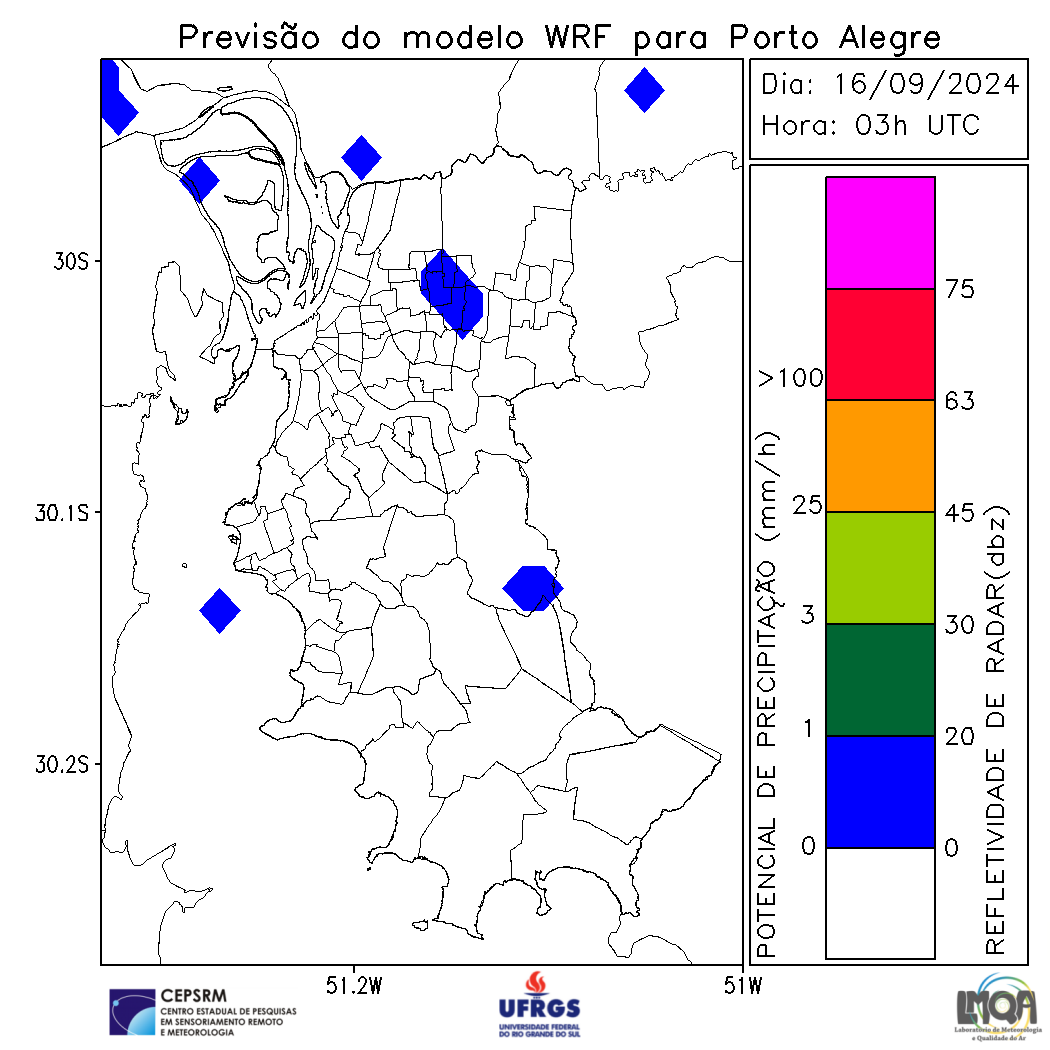 Previsão do modelo WRF para Porto Alegre
Dia: 16/09/2024
Hora: 03h UTC
30S
30.1S
30.2S
51.2W
51W
POTENCIAL DE PRECIPITAÇÃO (mm/h)
>100
25
3
1
0
75
63
45
30
20
0
REFLETIVIDADE DE RADAR(dbz)
CEPSRM
CENTRO ESTADUAL DE PESQUISAS
EM SENSORIAMENTO REMOTO
E METEOROLOGIA
UFRGS
UNIVERSIDADE FEDERAL
DO RIO GRANDE DO SUL
LMQA
Laboratório de Meteorologia
e Qualidade do Ar